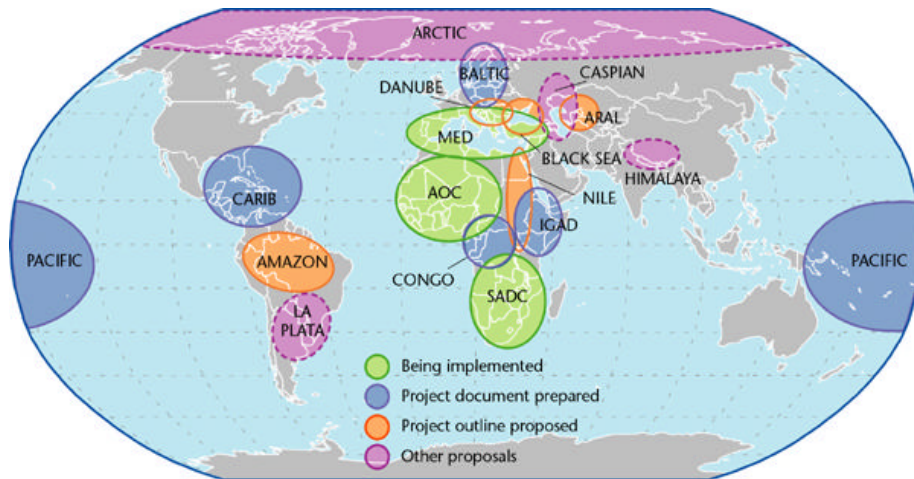 ARCTIC
BALTIC
CASPIAN
DANUBE
ARAL
MED
BLACK SEA
HIMALAYA
CARIB
AOC
NILE
IGAD
PACIFIC
AMAZON
CONGO
PACIFIC
SADC
LA
PLATA
Being implemented
Project document prepared
Project outline proposed
Other proposals